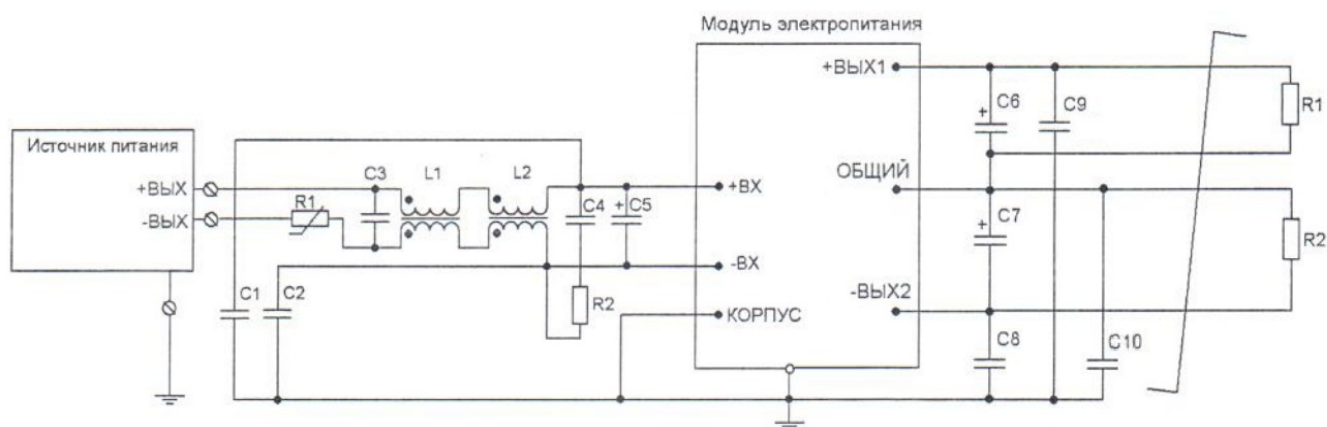 Модуль электропитания
+ВЫХ1
C6
+
C9
R1
Источник питания
C3
L1
L2
ОБЩИЙ
+ВЫХ
+ВХ
R1
C4
+
C5
-ВЫХ
C7
+
R2
-ВХ
C1
C2
R2
-ВЫХ2
КОРПУС
C8
C10